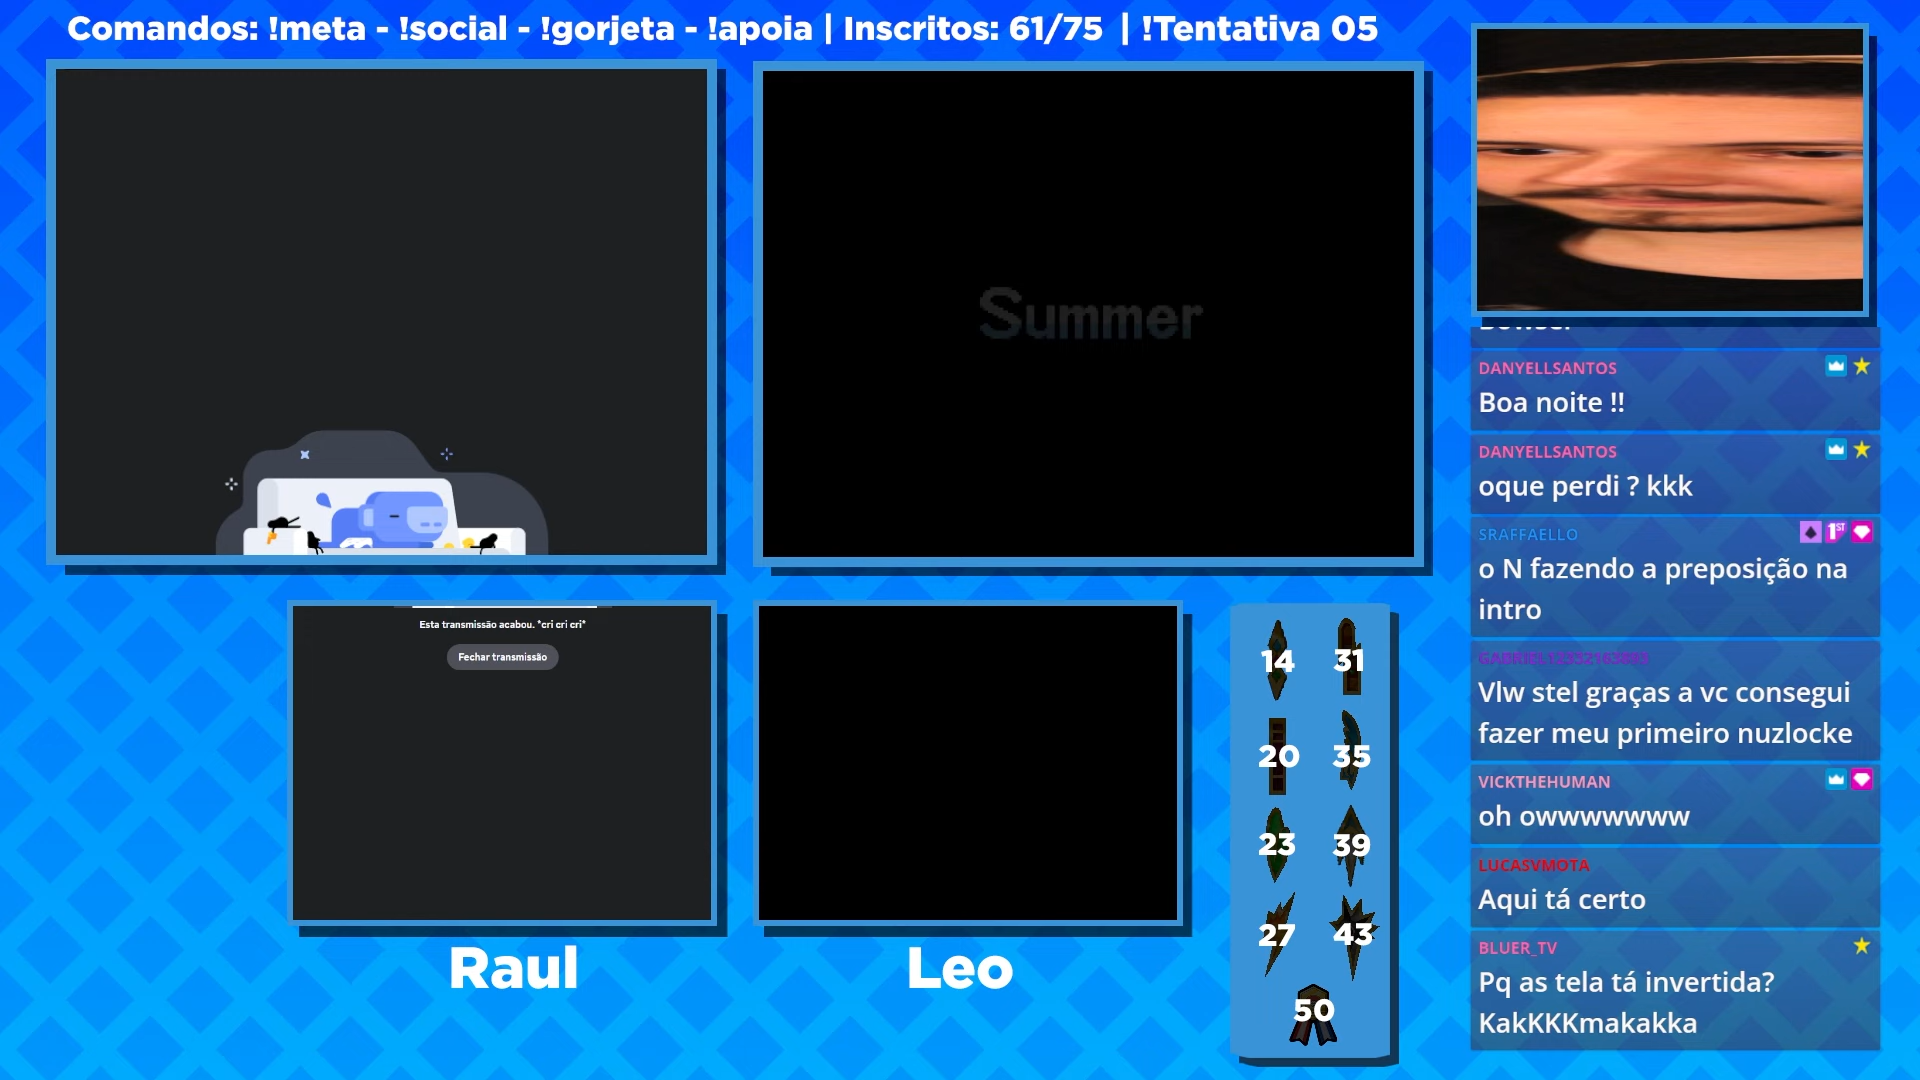 Comandos: !meta - !social - !gorjeta - !apoia | Inscritos: 61/75 | !Tentativa 05
Summer
Esta transmissão acabou. *cri cri cri*
Fechar transmissão
Raul
Leo
14 31
20 35
23 39
27 43
50
DANYELLSANTOS
Boa noite !!
DANYELLSANTOS
oque perdi ? kkk
SRAFFAELLO
1ST
o N fazendo a preposição na
intro
Vlw stel graças a vc consegui
fazer meu primeiro nuzlocke
VICKTHEHUMAN
oh owwwwwww
LUCASVMOTA
Aqui tá certo
BLUER_TV
Pq as tela tá invertida?
KakKKKmakakka